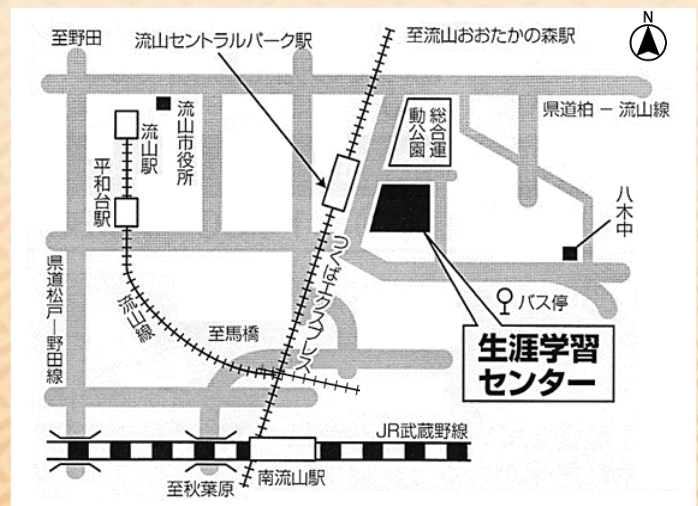 N
至野田
流山セントラルパーク駅
至流山おおたかの森駅
県道柏－流山線
流山駅
流山市役所
総合運
動公園
平和台駅
八木中
県道松戸―野田線
流山線
至馬橋
つくばエクスプレス
バス停
生涯学習
センター
JR武蔵野線
南流山駅
至秋葉原